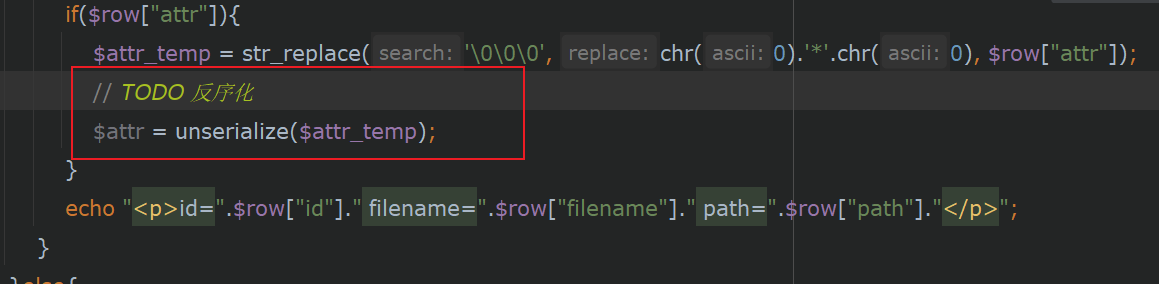 if($row["attr"]){
$attr_temp = str_replace( search: '\0\0\0', replace: chr( ascii: 0).'*'.chr( ascii: 0), $row["attr"]);
// TODO 反序化
$attr = unserialize($attr_temp);
}
echo "<p>id=".$row["id"]." filename=".$row["filename"]." path=".$row["path"]."</p>";
}
}else{